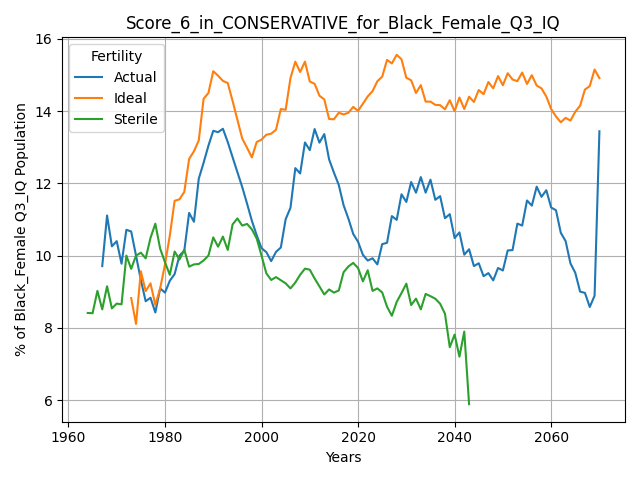 Score_6_in_CONSERVATIVE_for_Black_Female_Q3_IQ
Fertility
Actual
Ideal
Sterile
% of Black_Female Q3_IQ Population
16
14
12
10
8
6
1960
1980
2000
2020
2040
2060
Years